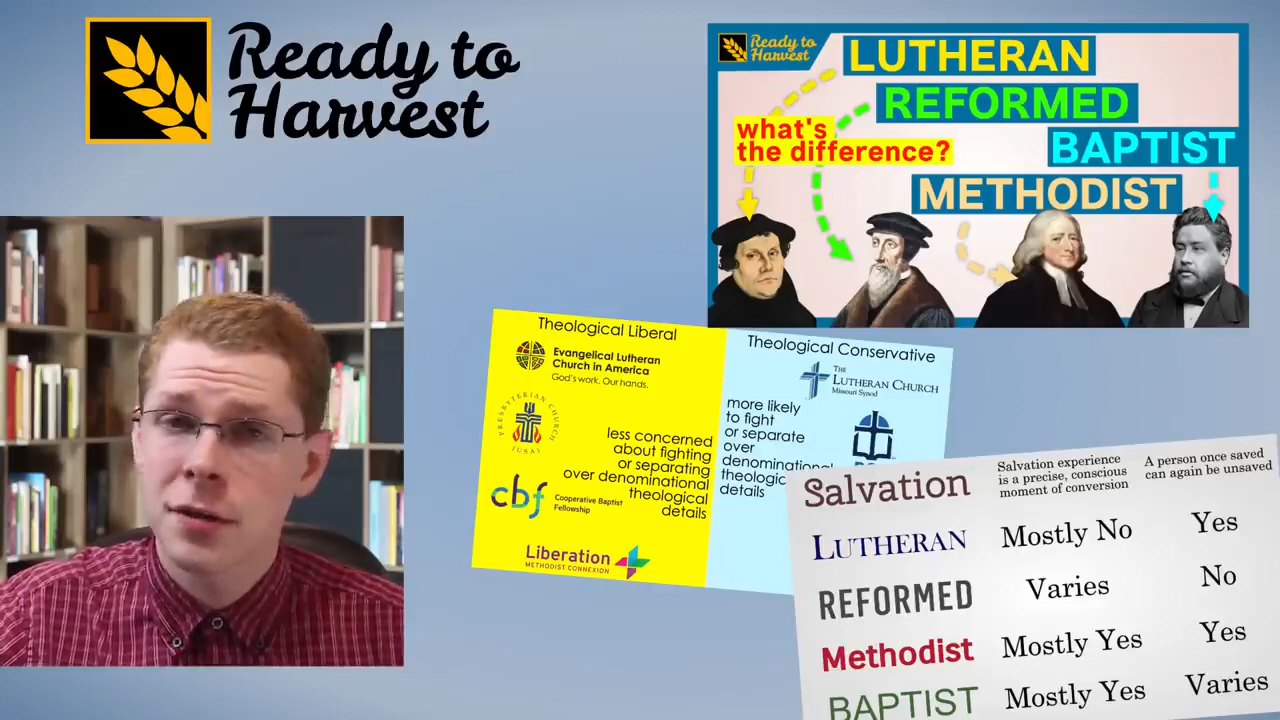 Ready to
Harvest
Ready to
Harvest
LUTHERAN
REFORMED
what's
the difference?
BAPTIST
METHODIST
Theological Liberal
Evangelical Lutheran
Church in America
God's work. Our hands.
PRESBYTERIAN CHURCH
(USA)
less concerned
about fighting
or separating
over denominational
theological
details
cbf
Cooperative Baptist
Fellowship
Liberation
METHODIST CONNEXION
Theological Conservative
THE
LUTHERAN CHURCH
Missouri Synod
more likely
to fight
or separate
over
details
Salvation
Salvation experience
is a precise, conscious
moment of conversion
A person once saved
can again be unsaved
LUTHERAN
Mostly No
Yes
REFORMED
Varies
No
Methodist
Mostly Yes
Yes
BAPTIST
Mostly Yes
Varies